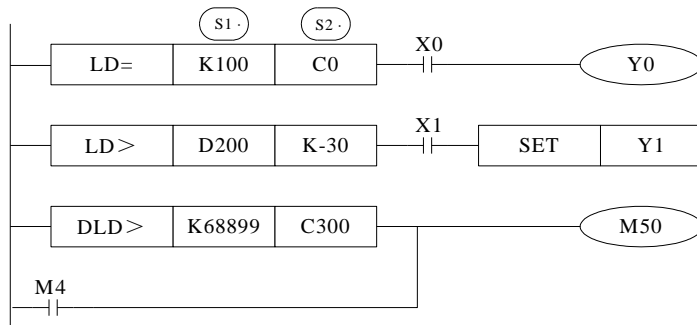 S1· S2·
LD= K100 C0 X0 Y0
LD＞ D200 K-30 X1 SET Y1
DLD＞ K68899 C300 M50
M4